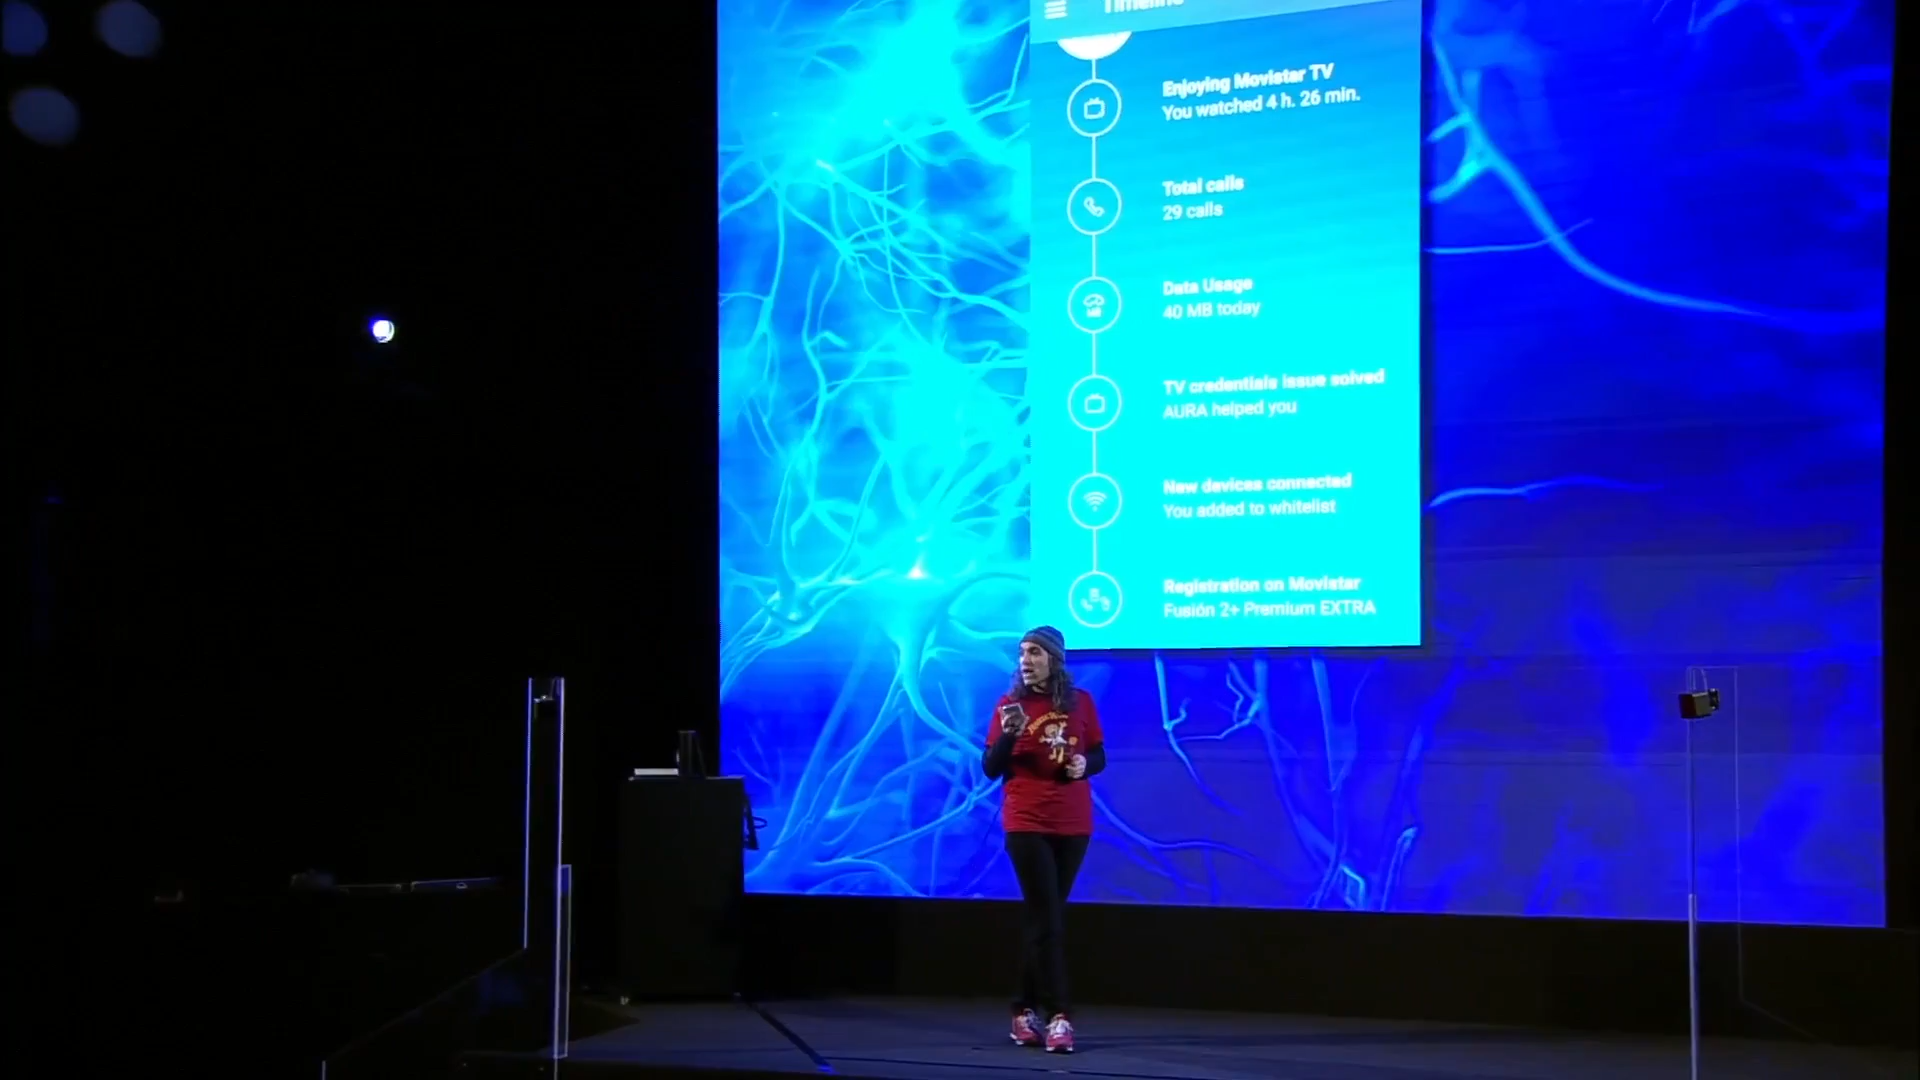 Timeline
Enjoying Movistar TV
You watched 4 h. 26 min.
Total calls
29 calls
Data Usage
40 MB today
TV credentials issue solved
AURA helped you
New devices connected
You added to whitelist
Registration on Movistar
Fusión 2+ Premium EXTRA